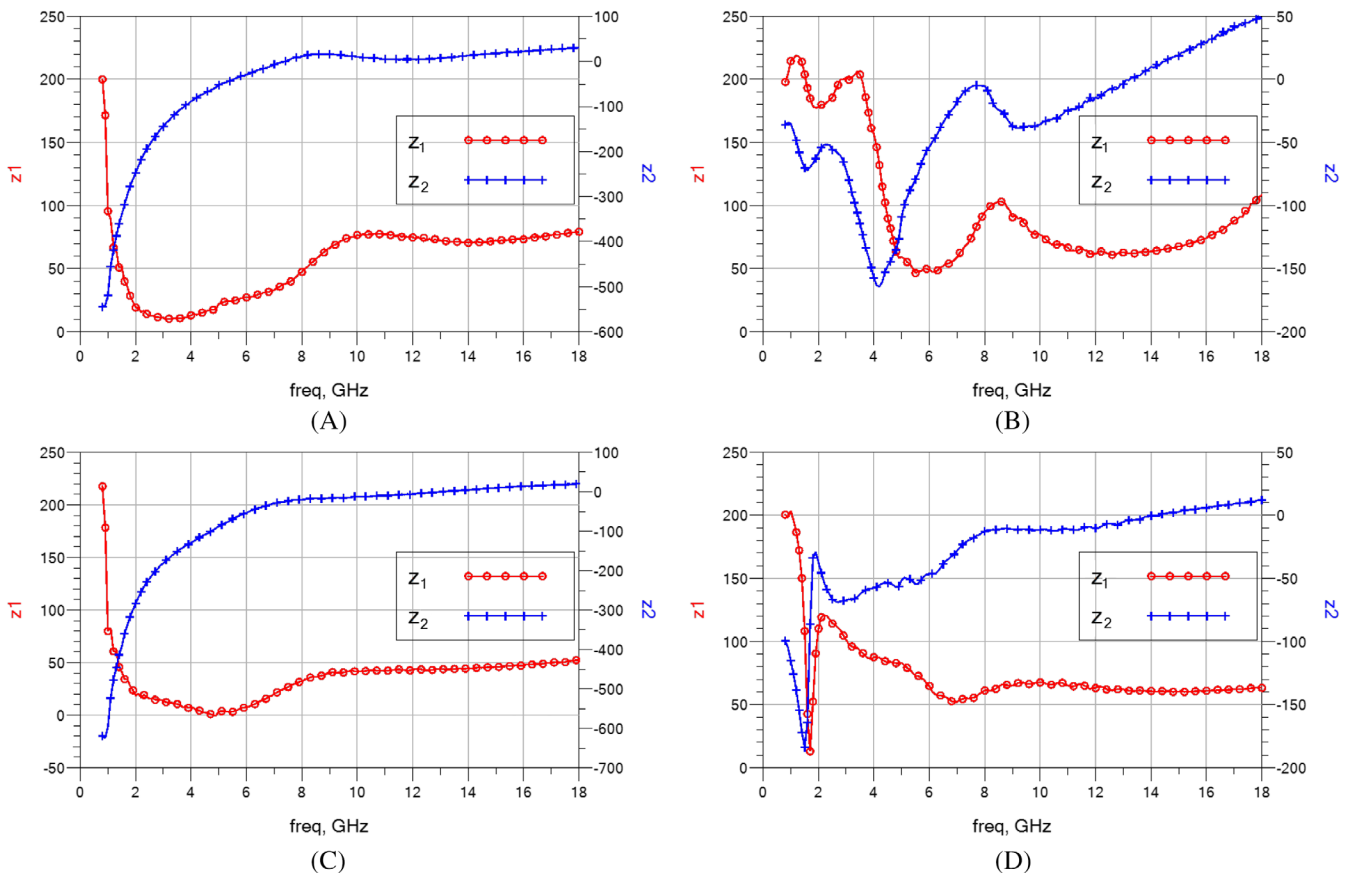 250 100 250 50
200 0 200 0
-100
150 Z₁ -200 150 Z₁ -50
z1 Z₂ z2 z1 Z₂ z2
100 -300 100 -100
-400
50 50 -150
-500
0 -600 0 -200
0 2 4 6 8 10 12 14 16 18 0 2 4 6 8 10 12 14 16 18
freq, GHz freq, GHz
(A) (B)
250 100 250 50
200 0 200 0
-100
150 -200 150 -50
z1 100 Z₁ -300 z2 z1 Z₁ z2
Z₂ 100 Z₂ -100
50 -400
-500 50 -150
0 -600
-50 -700 0 -200
0 2 4 6 8 10 12 14 16 18 0 2 4 6 8 10 12 14 16 18
freq, GHz freq, GHz
(C) (D)